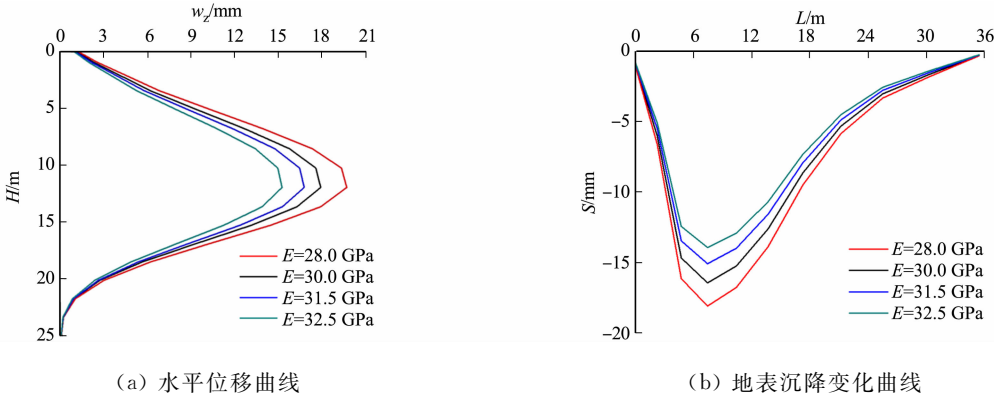 w_z/mm
0 3 6 9 12 15 18 21
0
5
10
15
20
25
H/m
E=28.0 GPa
E=30.0 GPa
E=31.5 GPa
E=32.5 GPa
(a) 水平位移曲线
L/m
0 6 12 18 24 30 36
0
−5
−10
−15
−20
S/mm
E=28.0 GPa
E=30.0 GPa
E=31.5 GPa
E=32.5 GPa
(b) 地表沉降变化曲线